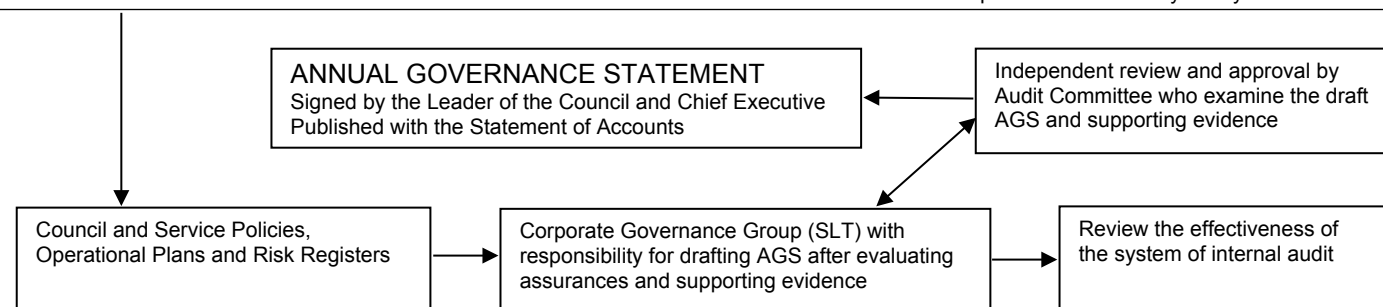 ANNUAL GOVERNANCE STATEMENT
Signed by the Leader of the Council and Chief Executive
Published with the Statement of Accounts
Independent review and approval by
Audit Committee who examine the draft
AGS and supporting evidence
Council and Service Policies,
Operational Plans and Risk Registers
Corporate Governance Group (SLT) with
responsibility for drafting AGS after evaluating
assurances and supporting evidence
Review the effectiveness of
the system of internal audit